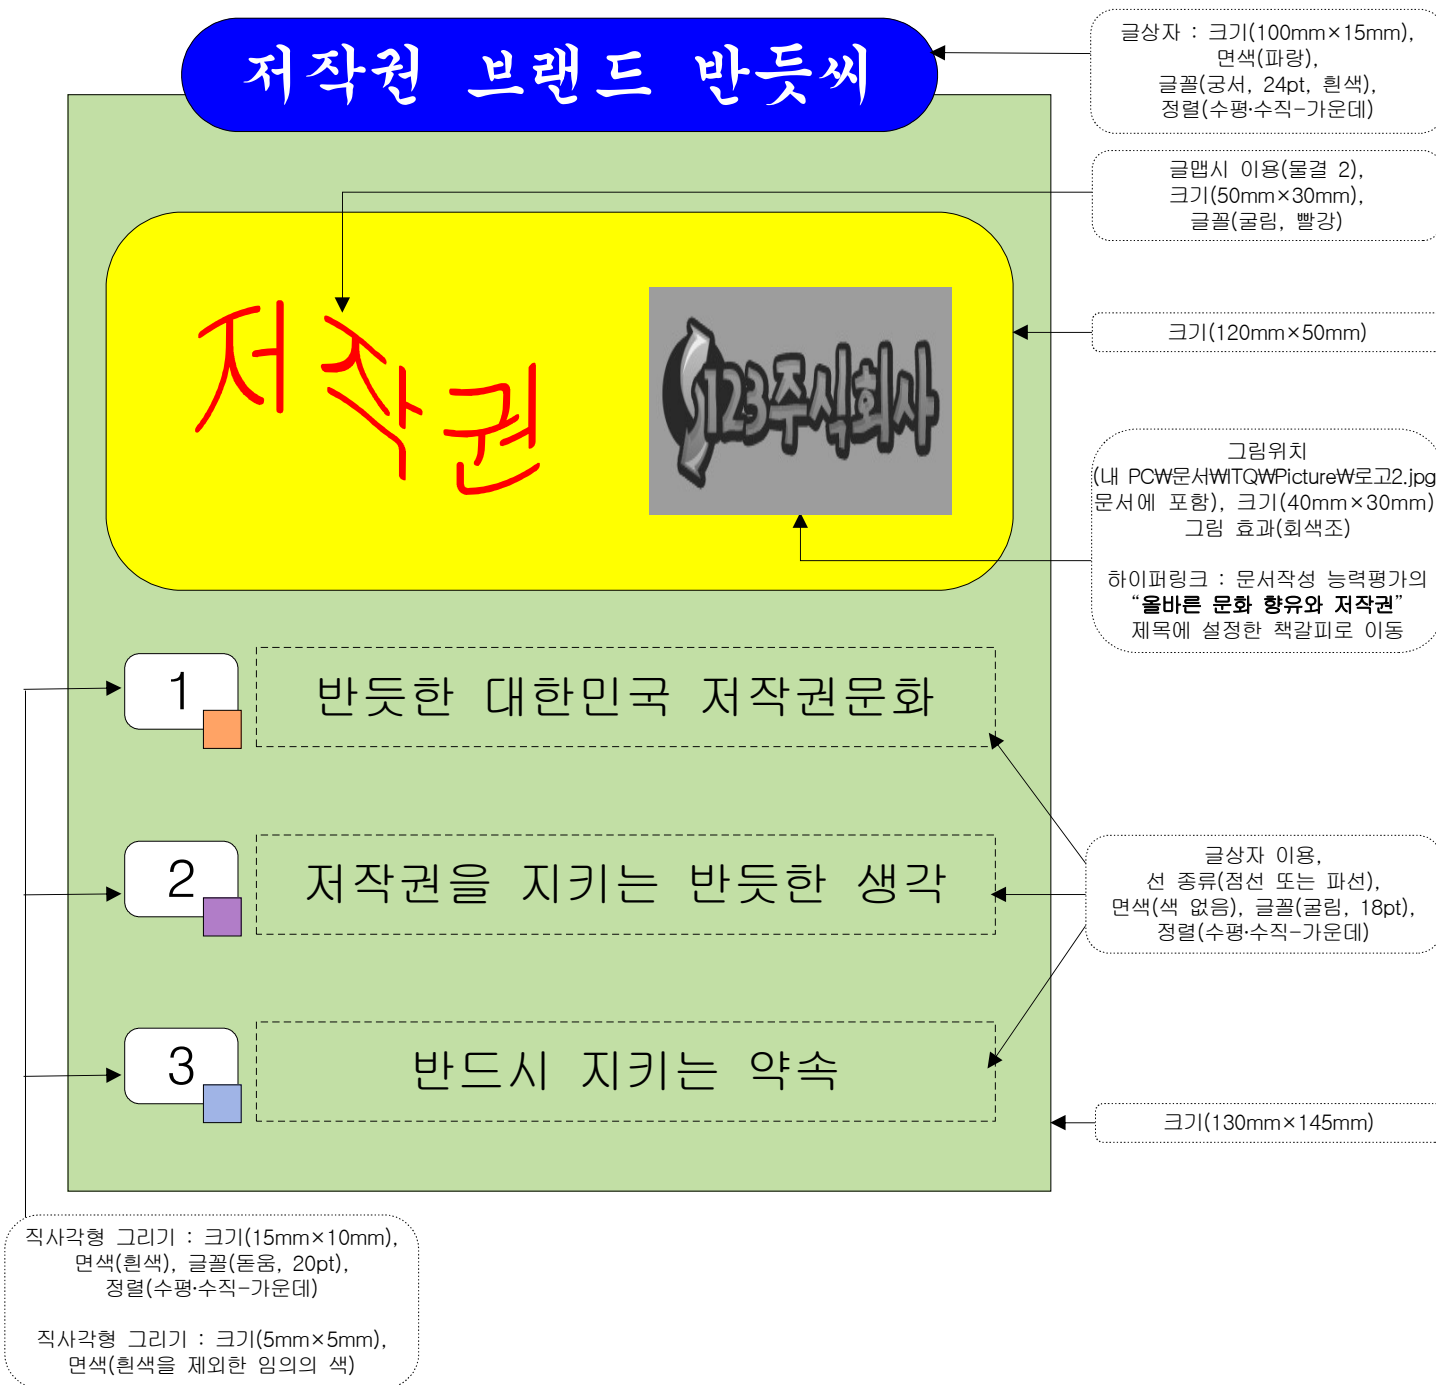 저작권 브랜드 반듯씨
글상자 : 크기(100mm×15mm),
면색(파랑),
글꼴(궁서, 24pt, 흰색),
정렬(수평·수직-가운데)
글맵시 이용(물결 2),
크기(50mm×30mm),
글꼴(굴림, 빨강)
저작권
123주식회사
크기(120mm×50mm)
그림위치
(내 PC₩문서₩ITQ₩Picture₩로고2.jpg
문서에 포함), 크기(40mm×30mm)
그림 효과(회색조)
하이퍼링크 : 문서작성 능력평가의
“올바른 문화 향유와 저작권”
제목에 설정한 책갈피로 이동
1
반듯한 대한민국 저작권문화
2
저작권을 지키는 반듯한 생각
글상자 이용,
선 종류(점선 또는 파선),
면색(색 없음), 글꼴(굴림, 18pt),
정렬(수평·수직-가운데)
3
반드시 지키는 약속
크기(130mm×145mm)
직사각형 그리기 : 크기(15mm×10mm),
면색(흰색), 글꼴(돋움, 20pt),
정렬(수평·수직-가운데)
직사각형 그리기 : 크기(5mm×5mm),
면색(흰색을 제외한 임의의 색)